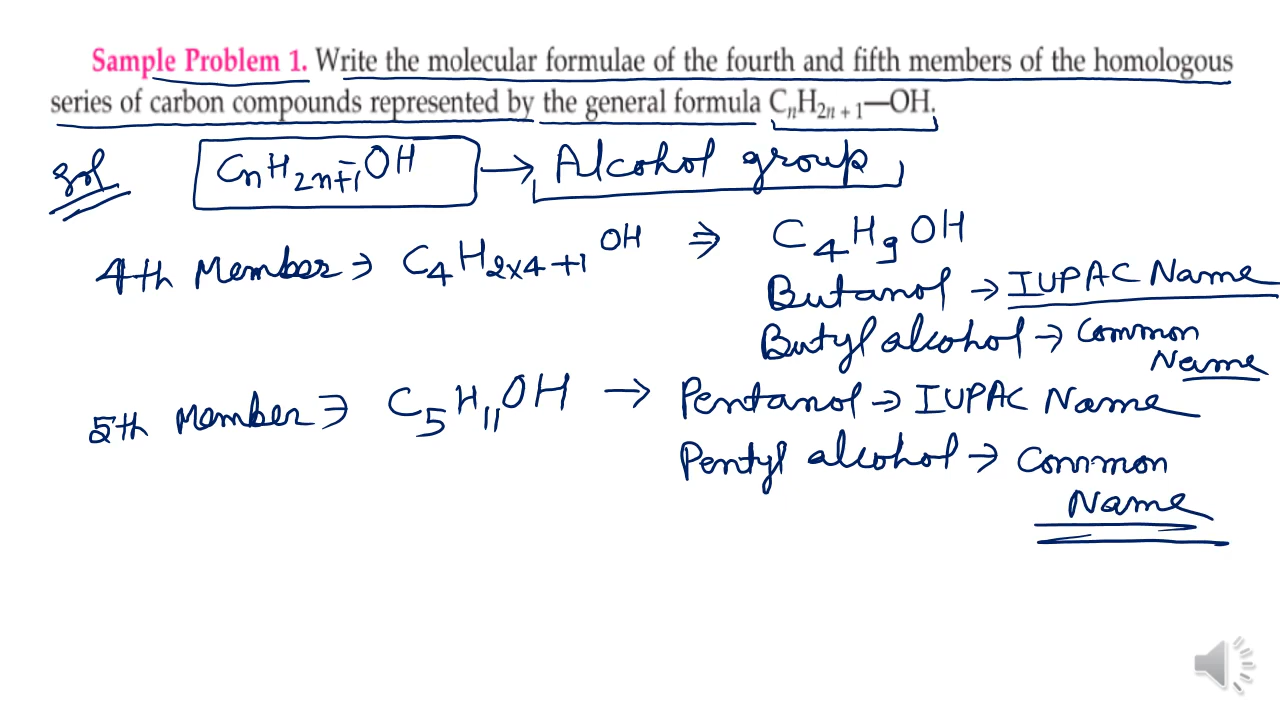 Sample Problem 1. Write the molecular formulae of the fourth and fifth members of the homologous
series of carbon compounds represented by the general formula CₙH₂ₙ₊₁—OH.
Sol CₙH₂ₙ₊₁-OH → Alcohol group
4th Member → C₄H₂ₓ₄₊₁OH ⇒ C₄H₉OH
Butanol → IUPAC Name
Butyl alcohol → Common
Name
5th Member ⇒ C₅H₁₁OH → Pentanol → IUPAC Name
Pentyl alcohol → Common
Name